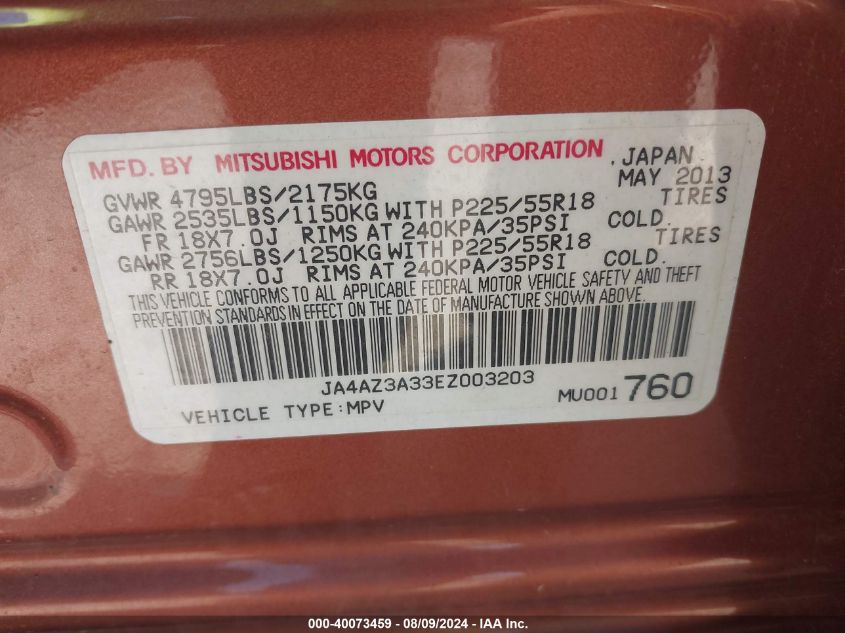 MFD. BY MITSUBISHI MOTORS CORPORATION , JAPAN
MAY 2013
GVWR 4795LBS/2175KG
GAWR 2535LBS/1150KG WITH P225/55R18 TIRES
FR 18X7.0J RIMS AT 240KPA/35PSI COLD.
GAWR 2756LBS/1250KG WITH P225/55R18 TIRES
RR 18X7.0J RIMS AT 240KPA/35PSI COLD.
THIS VEHICLE CONFORMS TO ALL APPLICABLE FEDERAL MOTOR VEHICLE SAFETY AND THEFT
PREVENTION STANDARDS IN EFFECT ON THE DATE OF MANUFACTURE SHOWN ABOVE.
JA4AZ3A33EZ003203
VEHICLE TYPE:MPV
MU001760
000-40073459 - 08/09/2024 - IAA Inc.